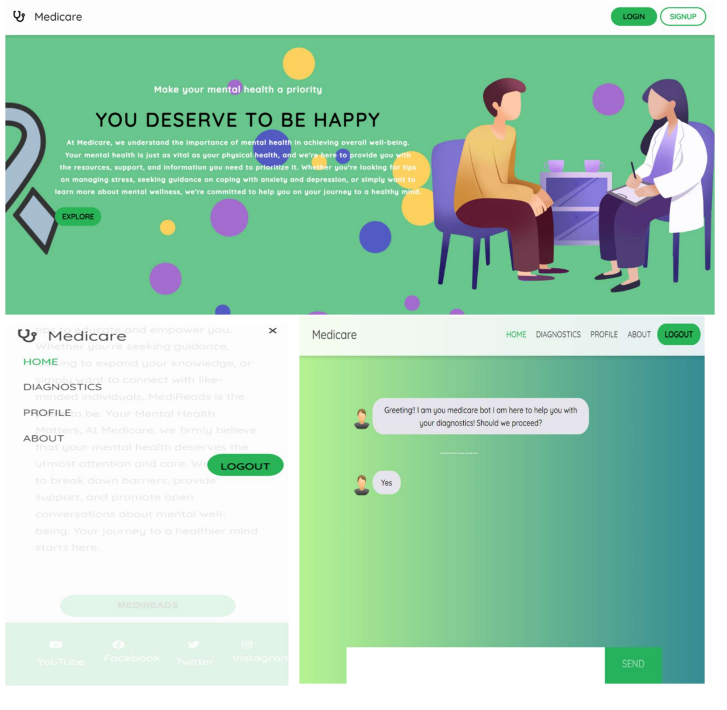 Medicare
LOGIN
SIGNUP
Make your mental health a priority
YOU DESERVE TO BE HAPPY
At Medicare, we understand the importance of mental health in achieving overall well-being.
Your mental health is just as vital as your physical health, and we're here to provide you with
the resources, support, and information you need to prioritize it. Whether you're looking for tips
on managing stress, seeking guidance on coping with anxiety and depression, or simply want to
learn more about mental wellness, we're committed to help you on your journey to a healthy mind.
EXPLORE
Medicare
×
HOME
DIAGNOSTICS
PROFILE
ABOUT
LOGOUT
and empower you.
Whether you're seeking guidance,
to expand your knowledge, or
want to connect with like-
minded individuals, MediReads is the
to be. Your Mental Health
Matters, At Medicare, we firmly believe
that your mental health deserves the
utmost attention and care.
to break down barriers, provide
support, and promote open
conversations about mental well-
being. Your journey to a healthier mind
starts here.
MEDIREADS
YouTube
Facebook
Twitter
Instagram
Medicare
HOME
DIAGNOSTICS
PROFILE
ABOUT
LOGOUT
Greeting!! I am you medicare bot I am here to help you with
your diagnostics! Should we proceed?
---------------
Yes
SEND